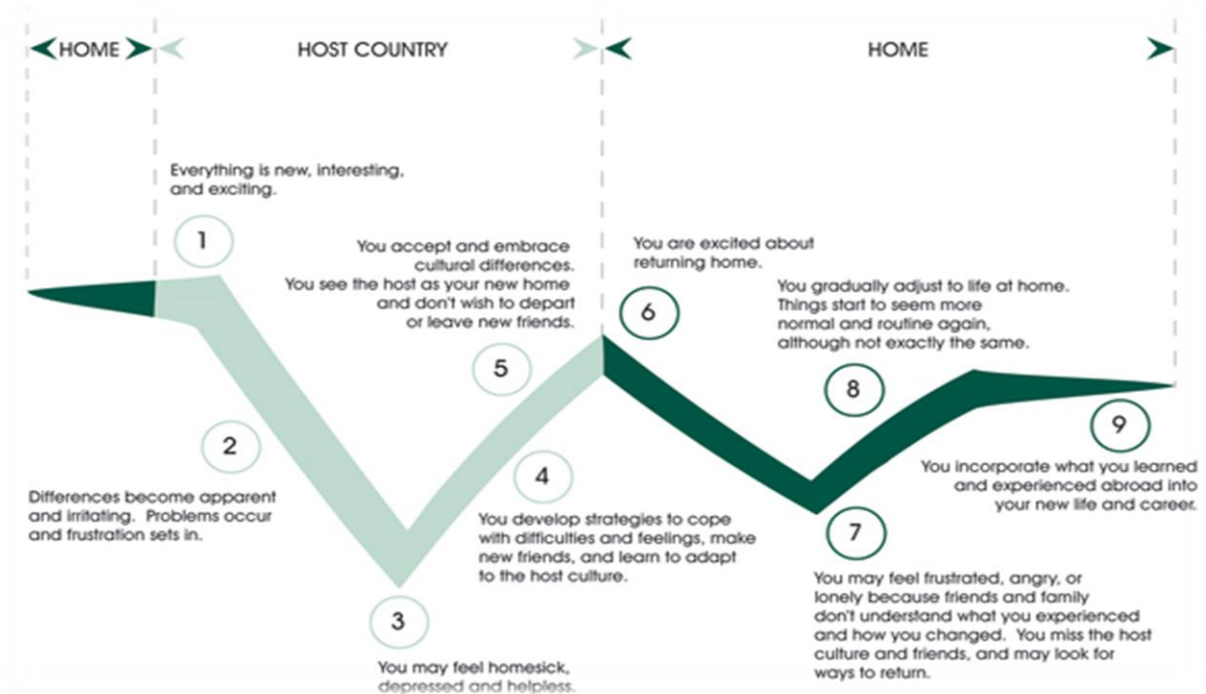 HOME
HOST COUNTRY
HOME
Everything is new, interesting,
and exciting.
1
2
Differences become apparent
and irritating. Problems occur
and frustration sets in.
3
You may feel homesick,
depressed and helpless.
4
You develop strategies to cope
with difficulties and feelings, make
new friends, and learn to adapt
to the host culture.
You accept and embrace
cultural differences.
You see the host as your new home
and don't wish to depart
or leave new friends.
5
You are excited about
returning home.
6
7
You may feel frustrated, angry, or
lonely because friends and family
don't understand what you experienced
and how you changed. You miss the host
culture and friends, and may look for
ways to return.
You gradually adjust to life at home.
Things start to seem more
normal and routine again,
although not exactly the same.
8
9
You incorporate what you learned
and experienced abroad into
your new life and career.